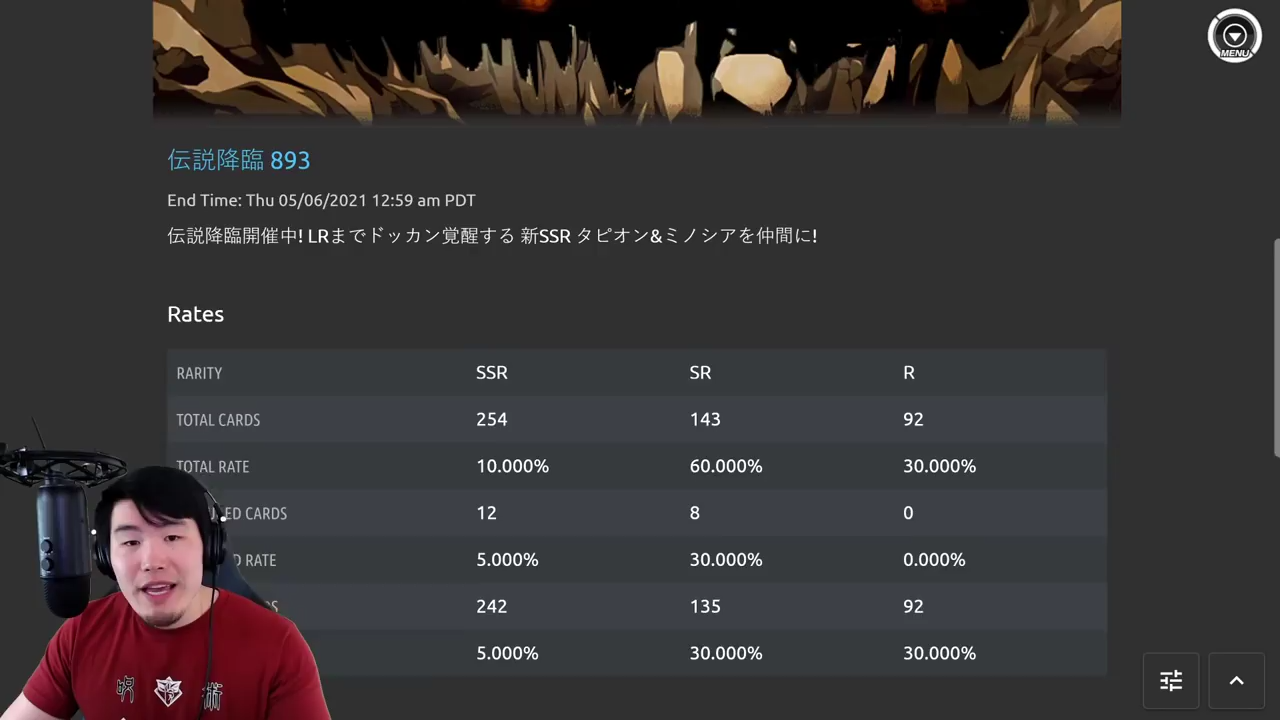 MENU
伝説降臨 893
End Time: Thu 05/06/2021 12:59 am PDT
伝説降臨開催中! LRまでドッカン覚醒する 新SSR タピオン&ミノシアを仲間に!
Rates
RARITY SSR SR R
TOTAL CARDS 254 143 92
TOTAL RATE 10.000% 60.000% 30.000%
CARDS 12 8 0
RATE 5.000% 30.000% 0.000%
242 135 92
5.000% 30.000% 30.000%
呪 術